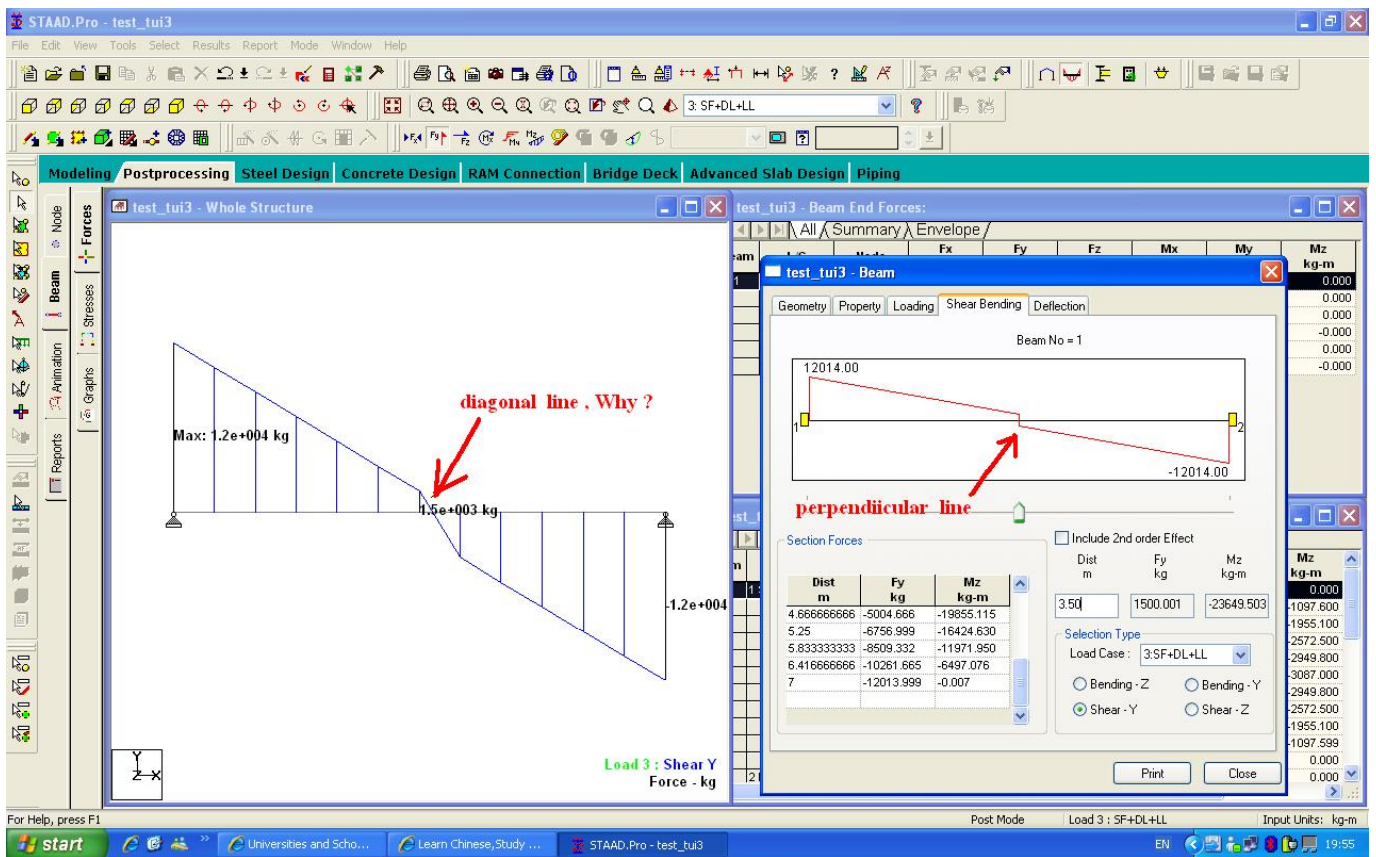 STAAD.Pro - test_tui3
File Edit View Tools Select Results Report Mode Window Help
3: SF+DL+LL
Modeling Postprocessing Steel Design Concrete Design RAM Connection Bridge Deck Advanced Slab Design Piping
Node
Beam
Animation
Reports
Forces
Stresses
Graphs
test_tui3 - Whole Structure
diagonal line , Why ?
Max: 1.2e+004 kg
1.5e+003 kg
-1.2e+004
Y
Z X
Load 3 : Shear Y
Force - kg
test_tui3 - Beam End Forces:
All Summary Envelope
Fx Fy Fz Mx My Mz
kg-m
1 0.000
0.000
0.000
-0.000
0.000
-0.000
test_tui3 - Beam
Geometry Property Loading Shear Bending Deflection
Beam No = 1
12014.00
1 2
-12014.00
perpendiicular line
Section Forces
Dist Fy Mz
m kg kg-m
4.666666666 -5004.666 -19855.115
5.25 -6756.999 -16424.630
5.833333333 -8509.332 -11971.950
6.416666666 -10261.665 -6497.076
7 -12013.999 -0.007
Include 2nd order Effect
Dist Fy Mz
m kg kg-m
3.50 1500.001 -23649.503
Selection Type
Load Case : 3:SF+DL+LL
Bending - Z Bending - Y
Shear - Y Shear - Z
Print Close
Mz
kg-m
0.000
-1097.600
-1955.100
-2572.500
-2949.800
-3087.000
-2949.800
-2572.500
-1955.100
-1097.599
0.000
0.000
For Help, press F1
Post Mode Load 3 : SF+DL+LL Input Units: kg-m
start Universities and Scho... Learn Chinese,Study ... STAAD.Pro - test_tui3 EN 19:55